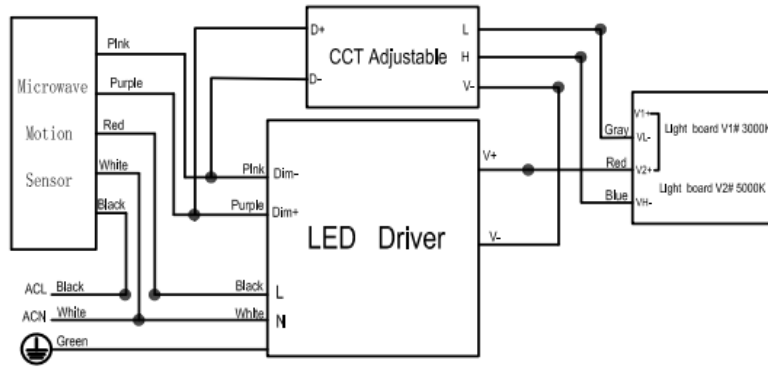 Microwave
Motion
Sensor
Pink
Purple
Red
White
Black
D+
D-
CCT Adjustable
L
H
V-
Gray
Red
Blue
V1+
VL-
V2+
VH-
Light board V1# 3000K
Light board V2# 5000K
Pink
Dim-
Purple
Dim+
LED Driver
V+
V-
ACL
Black
Black
L
ACN
White
White
N
Green